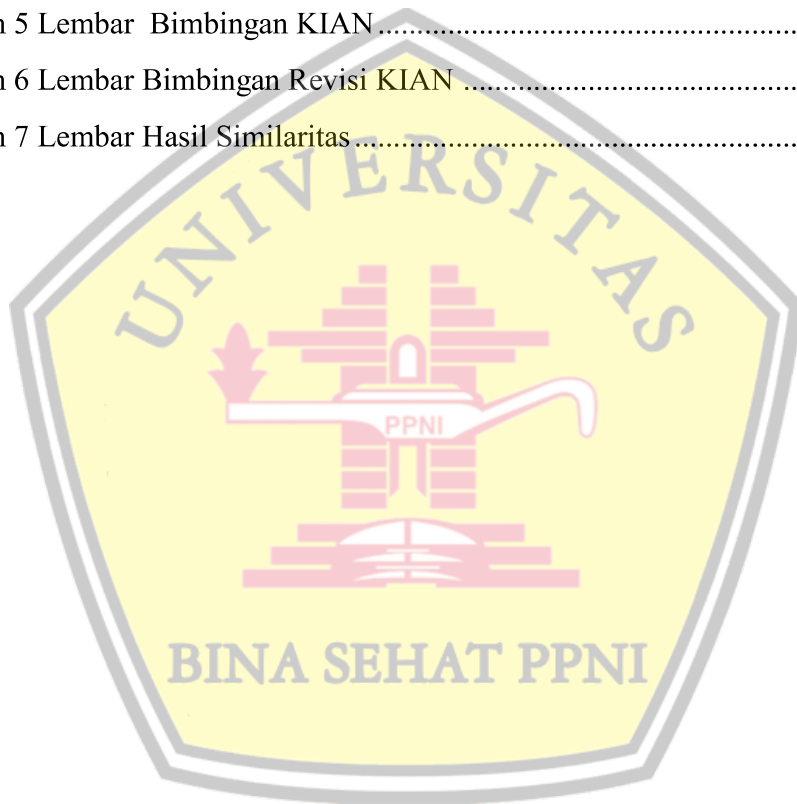 n 5 Lembar  Bimbingan KIAN........................................................
n 6 Lembar Bimbingan Revisi KIAN ............................................
n 7 Lembar Hasil Similaritas..........................................................
UNIVERSITAS
PPNI
BINA SEHAT PPNI